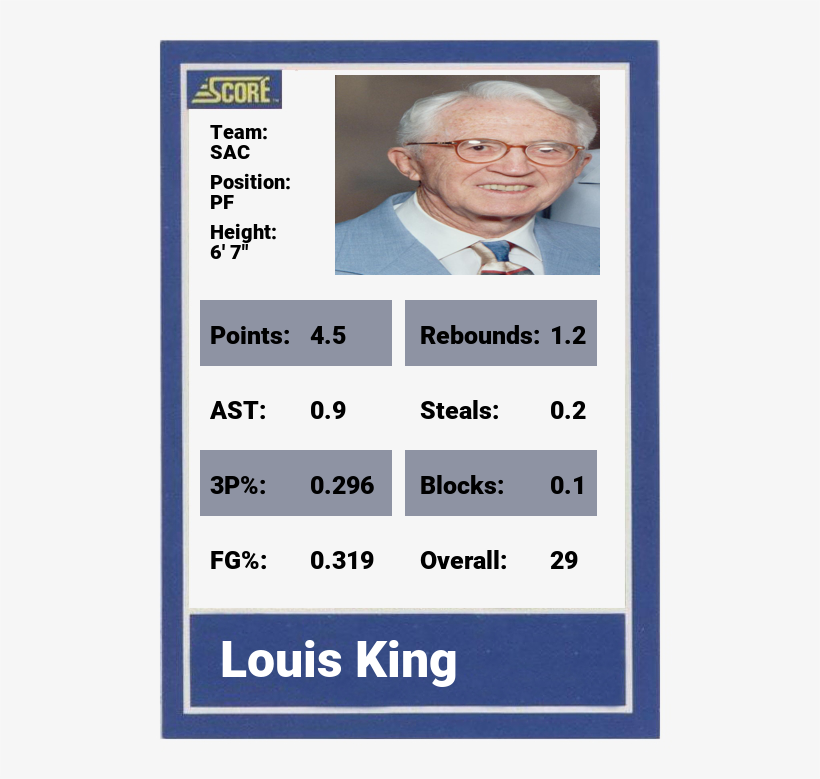 SCORE
Team:
SAC
Position:
PF
Height:
6' 7"
Points: 4.5 Rebounds: 1.2
AST: 0.9 Steals: 0.2
3P%: 0.296 Blocks: 0.1
FG%: 0.319 Overall: 29
Louis King